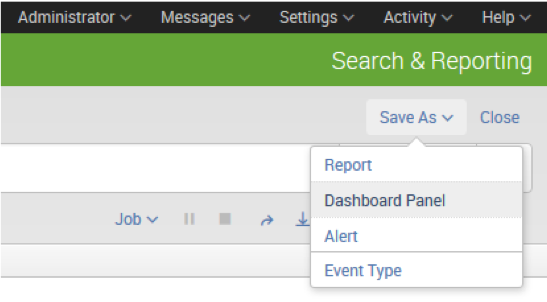 Administrator Messages Settings Activity Help
Search & Reporting
Save As Close
Report
Job
Dashboard Panel
Alert
Event Type